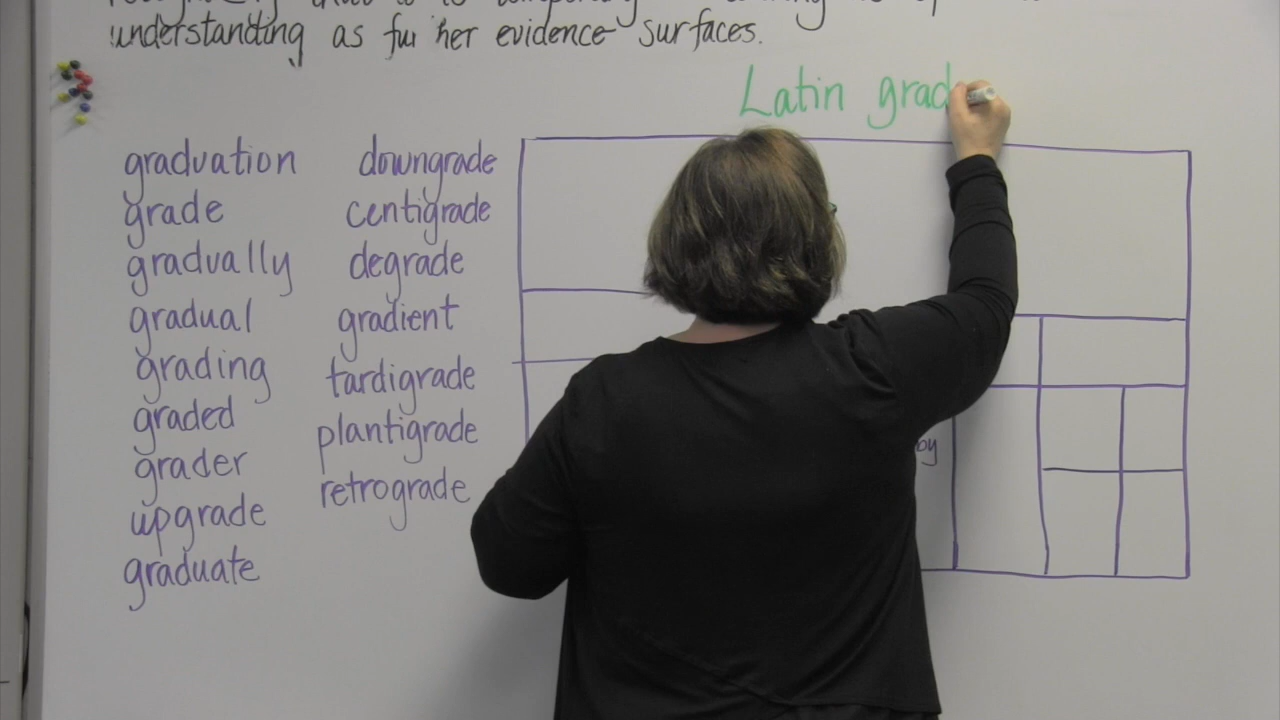 understanding as further evidence surfaces.
Latin grad
graduation
grade
gradually
gradual
grading
graded
grader
upgrade
graduate
downgrade
centigrade
degrade
gradient
tardigrade
plantigrade
retrograde